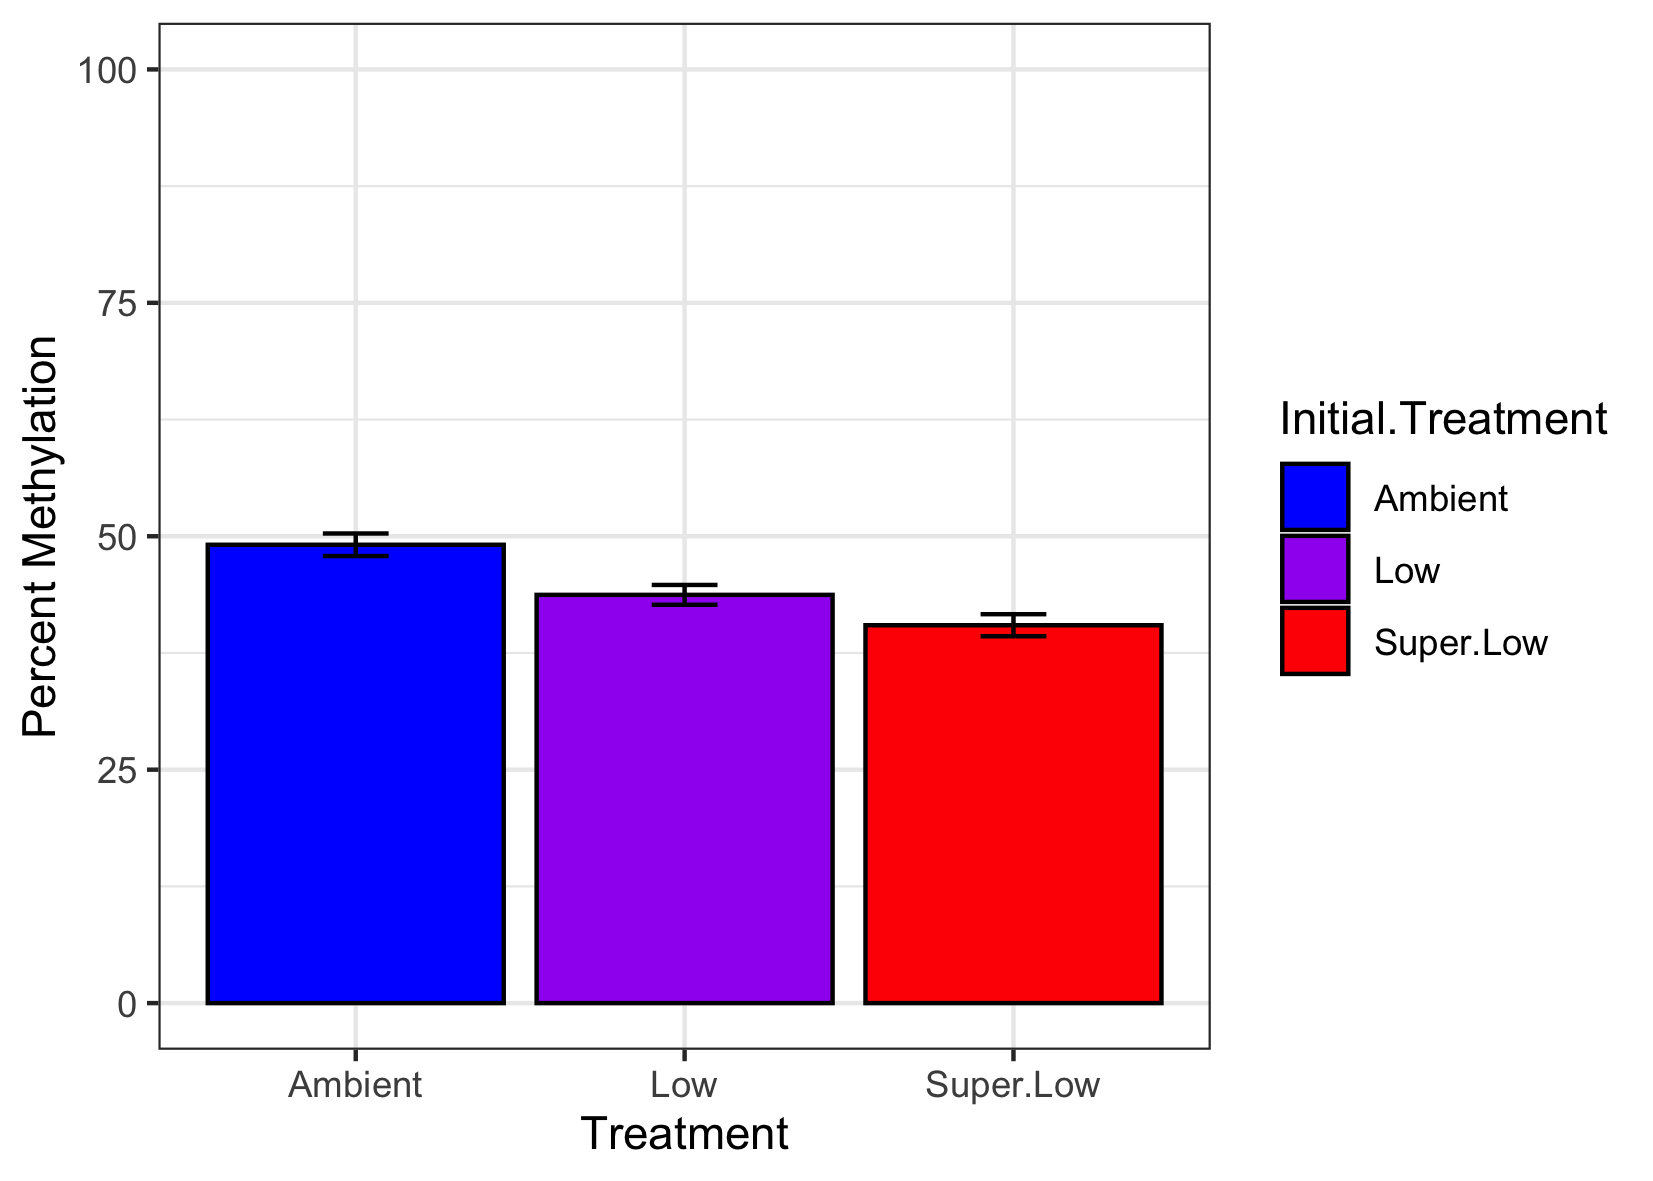 100
75
50
25
0
Percent Methylation
Ambient
Low
Super.Low
Treatment
Initial.Treatment
Ambient
Low
Super.Low